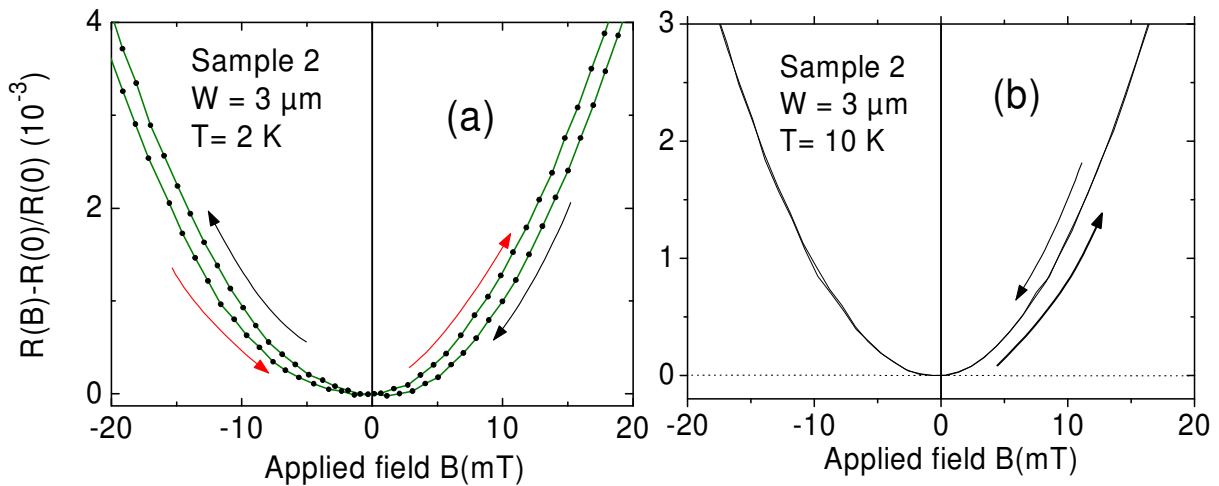 R(B)-R(0)/R(0) (10⁻³)
4
2
0
Sample 2
W = 3 µm
T= 2 K
(a)
-20 -10 0 10 20
Applied field B(mT)
3
2
1
0
Sample 2
W = 3 µm
T= 10 K
(b)
-20 -10 0 10 20
Applied field B(mT)